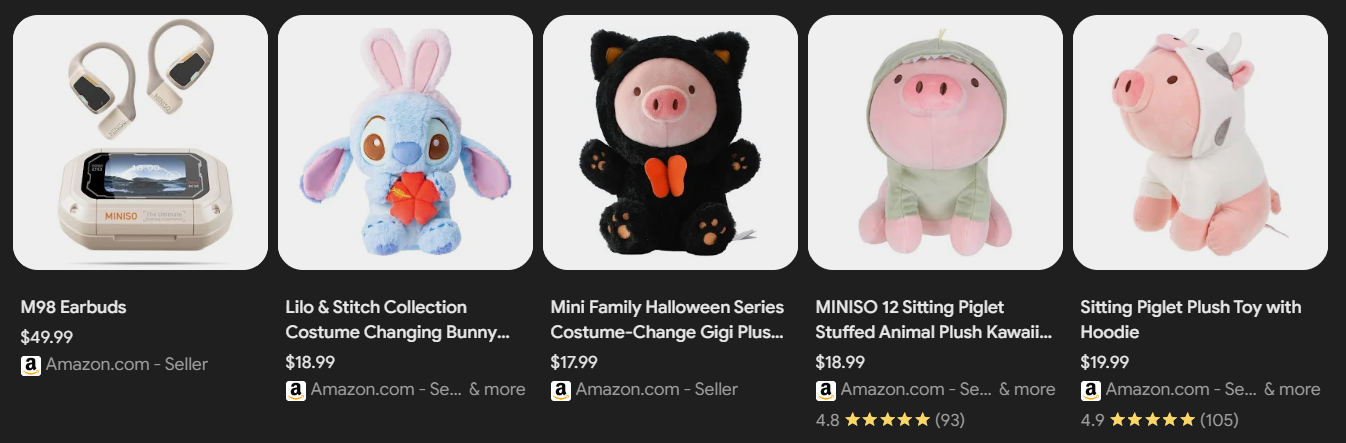 MINISO
M98 Earbuds
$49.99
Amazon.com - Seller
Lilo & Stitch Collection
Costume Changing Bunny...
$18.99
Amazon.com - Se... & more
Mini Family Halloween Series
Costume-Change Gigi Plus...
$17.99
Amazon.com - Seller
MINISO 12 Sitting Piglet
Stuffed Animal Plush Kawaii...
$18.99
Amazon.com - Se... & more
4.8 ★★★★★ (93)
Sitting Piglet Plush Toy with
Hoodie
$19.99
Amazon.com - Se... & more
4.9 ★★★★★ (105)